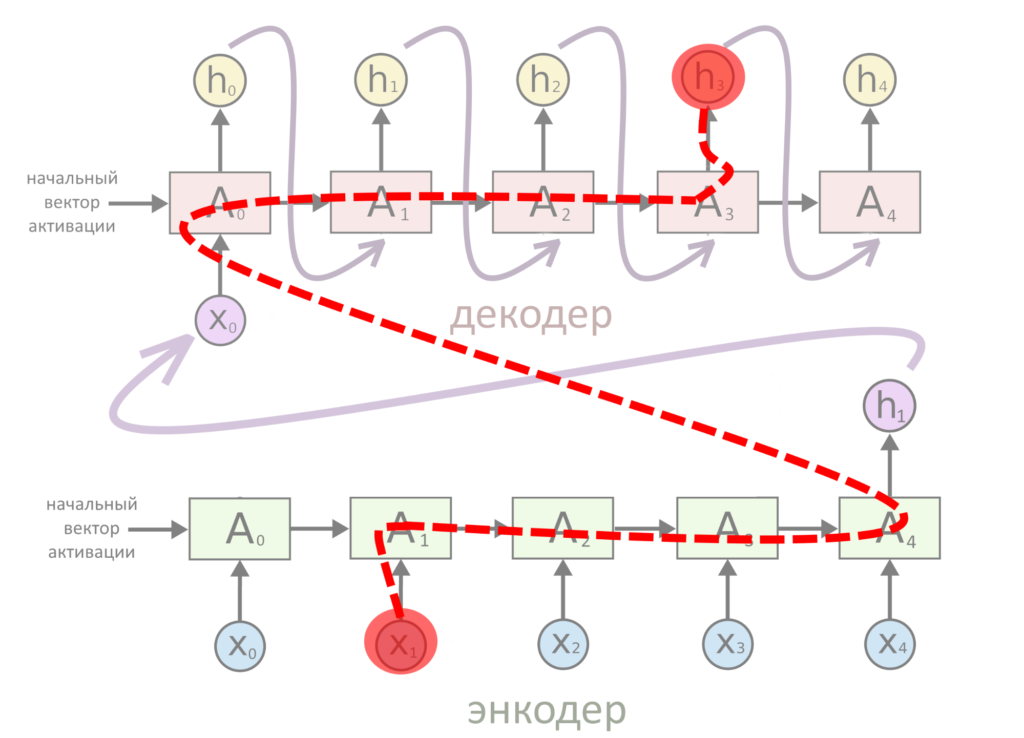 h₀ h₁ h₂ h₃ h₄
начальный
вектор
активации
A₀ A₁ A₂ A₃ A₄
x₀
декодер
h₁
начальный
вектор
активации
A₀ A₁ A₂ A₃ A₄
x₀ x₁ x₂ x₃ x₄
энкодер